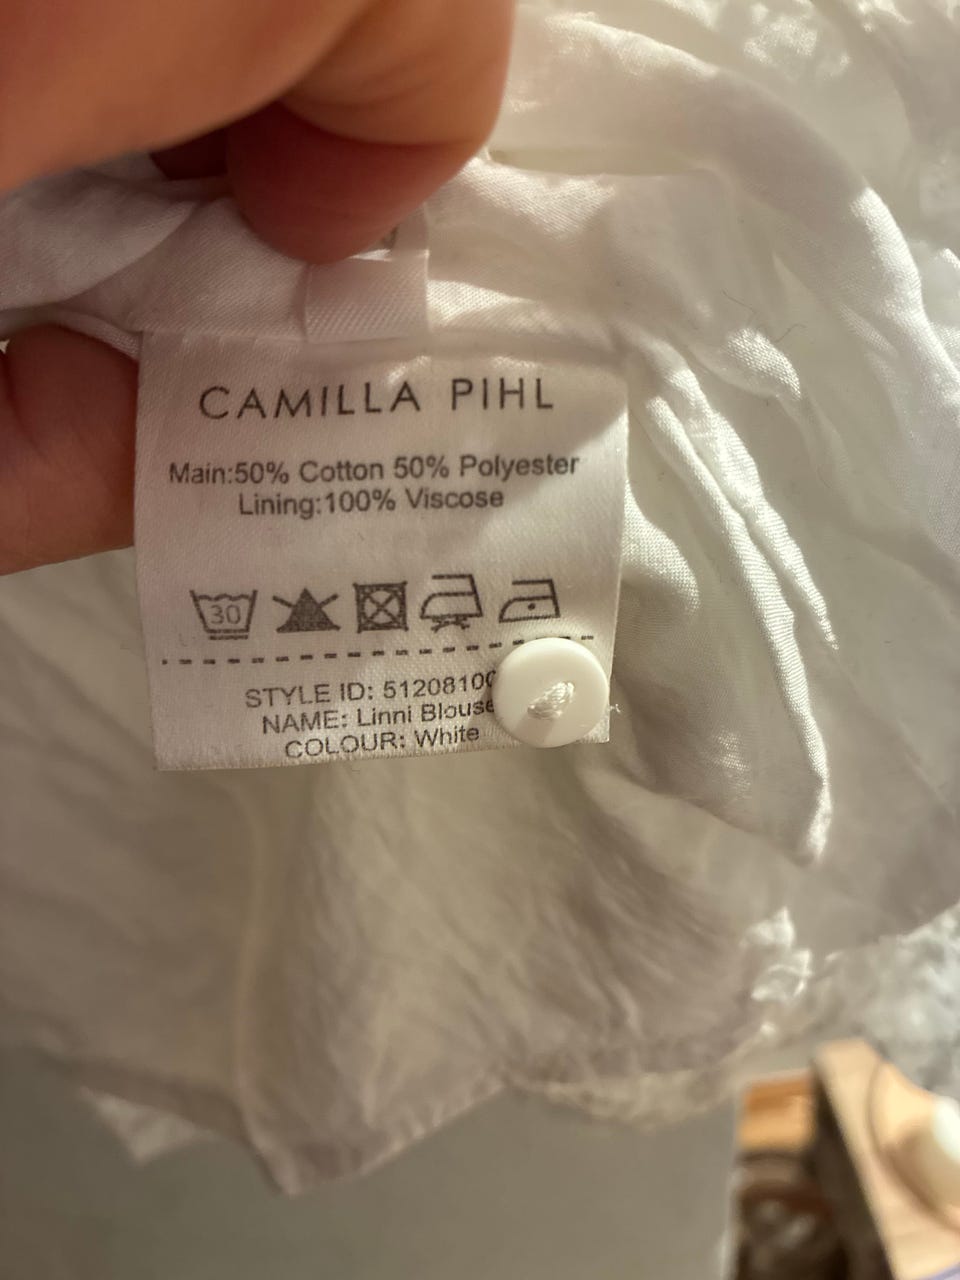 CAMILLA PIHL
Main:50% Cotton 50% Polyester
Lining:100% Viscose
30
STYLE ID: 5120810
NAME: Linni Blouse
COLOUR: White